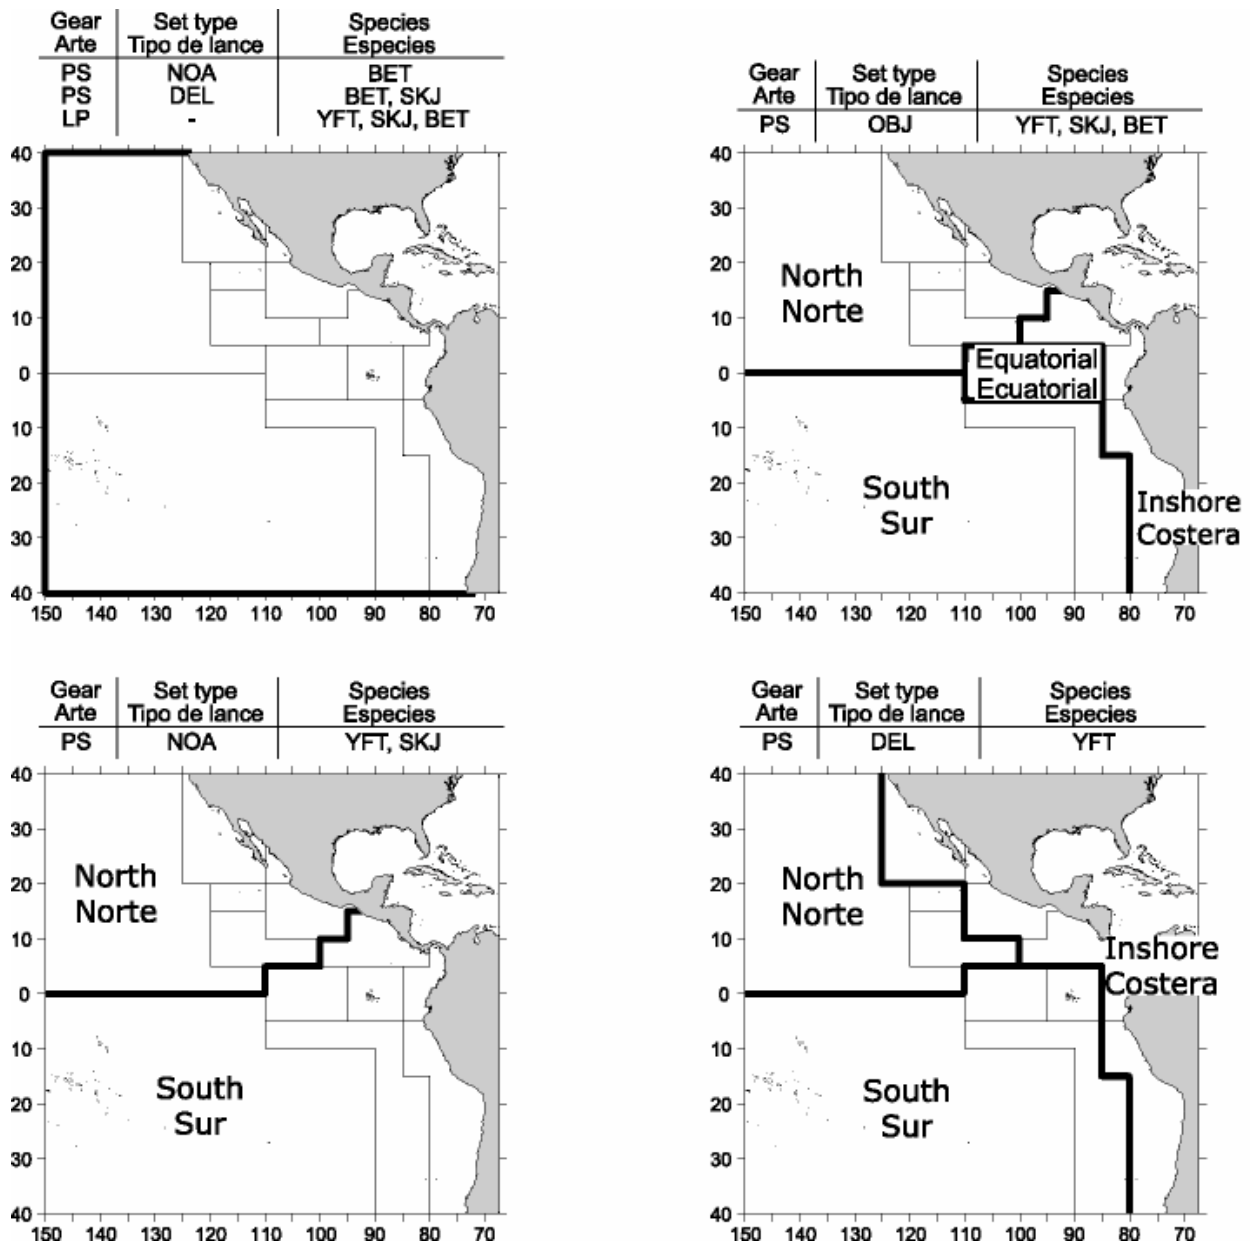 Gear Set type Species
Arte Tipo de lance Especies
PS NOA BET
PS DEL BET, SKJ
LP - YFT, SKJ, BET
40
30
20
10
0
10
20
30
40
150 140 130 120 110 100 90 80 70
Gear Set type Species
Arte Tipo de lance Especies
PS OBJ YFT, SKJ, BET
40
30
20
10
0
10
20
30
40
North
Norte
Equatorial
Ecuatorial
South
Sur
Inshore
Costera
150 140 130 120 110 100 90 80 70
Gear Set type Species
Arte Tipo de lance Especies
PS NOA YFT, SKJ
40
30
20
10
0
10
20
30
40
North
Norte
South
Sur
150 140 130 120 110 100 90 80 70
Gear Set type Species
Arte Tipo de lance Especies
PS DEL YFT
40
30
20
10
0
10
20
30
40
North
Norte
Inshore
Costera
South
Sur
150 140 130 120 110 100 90 80 70